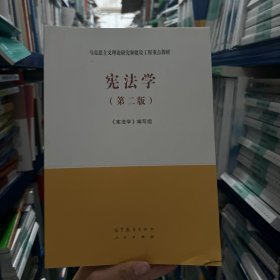 马克思主义理论研究和建设工程重点教材
宪法学
（第二版）
《宪法学》编写组
高等教育出版社
人民出版社